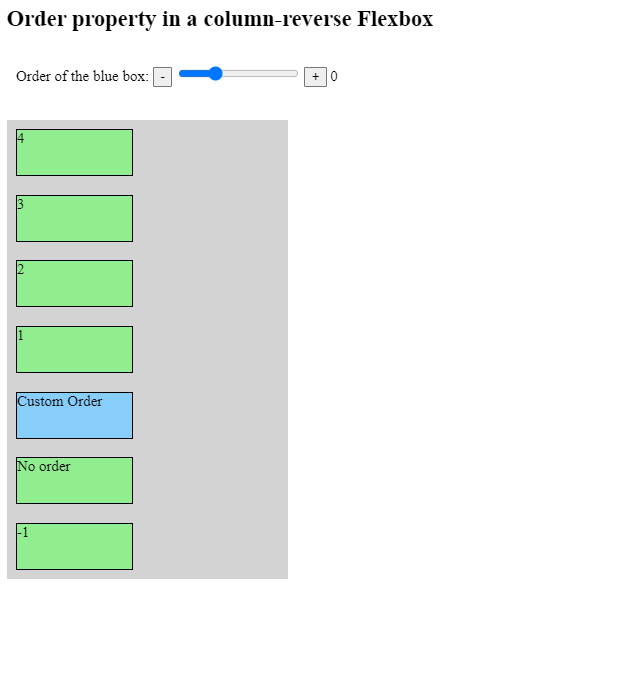 Order property in a column-reverse Flexbox
Order of the blue box: - + 0
4
3
2
1
Custom Order
No order
-1